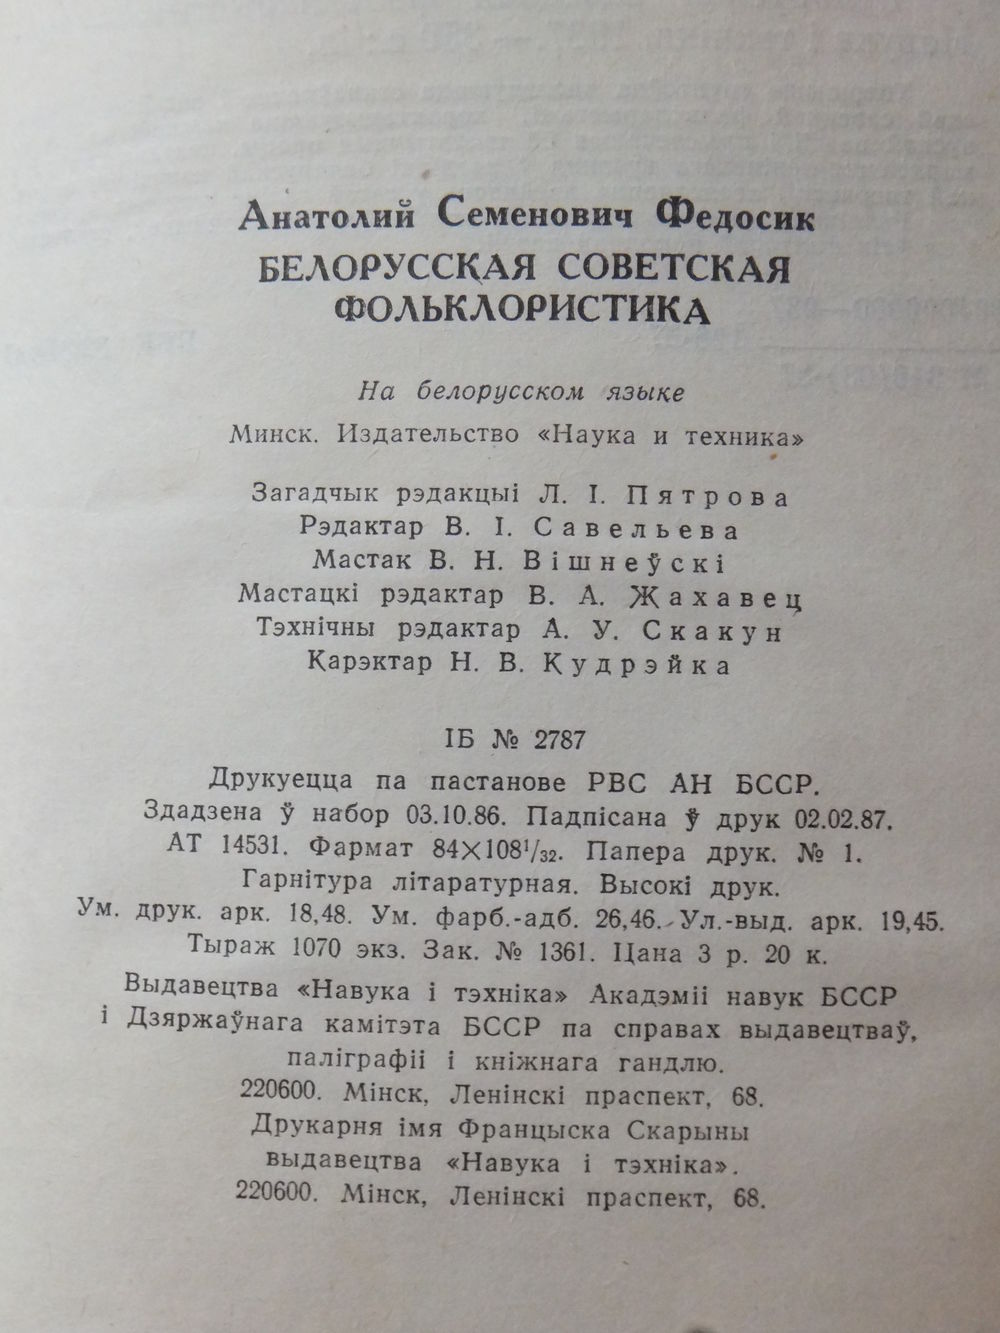 Анатолий Семенович Федосик
БЕЛОРУССКАЯ СОВЕТСКАЯ
ФОЛЬКЛОРИСТИКА
На белорусском языке
Минск. Издательство «Наука и техника»
Загадчык рэдакцыі Л. І. Пятрова
Рэдактар В. І. Савельева
Мастак В. Н. Вішнеўскі
Мастацкі рэдактар В. А. Жахавец
Тэхнічны рэдактар А. У. Скакун
Карэктар Н. В. Кудрэйка
ІБ № 2787
Друкуецца па пастанове РВС АН БССР.
Здадзена ў набор 03.10.86. Падпісана ў друк 02.02.87.
АТ 14531. Фармат 84×108¹/₃₂. Папера друк. № 1.
Гарнітура літаратурная. Высокі друк.
Ум. друк. арк. 18,48. Ум. фарб.-адб. 26,46. Ул.-выд. арк. 19,45.
Тыраж 1070 экз. Зак. № 1361. Цана 3 р. 20 к.
Выдавецтва «Навука і тэхніка» Акадэміі навук БССР
і Дзяржаўнага камітэта БССР па справах выдавецтваў,
паліграфіі і кніжнага гандлю.
220600. Мінск, Ленінскі праспект, 68.
Друкарня імя Францыска Скарыны
выдавецтва «Навука і тэхніка».
220600. Мінск, Ленінскі праспект, 68.